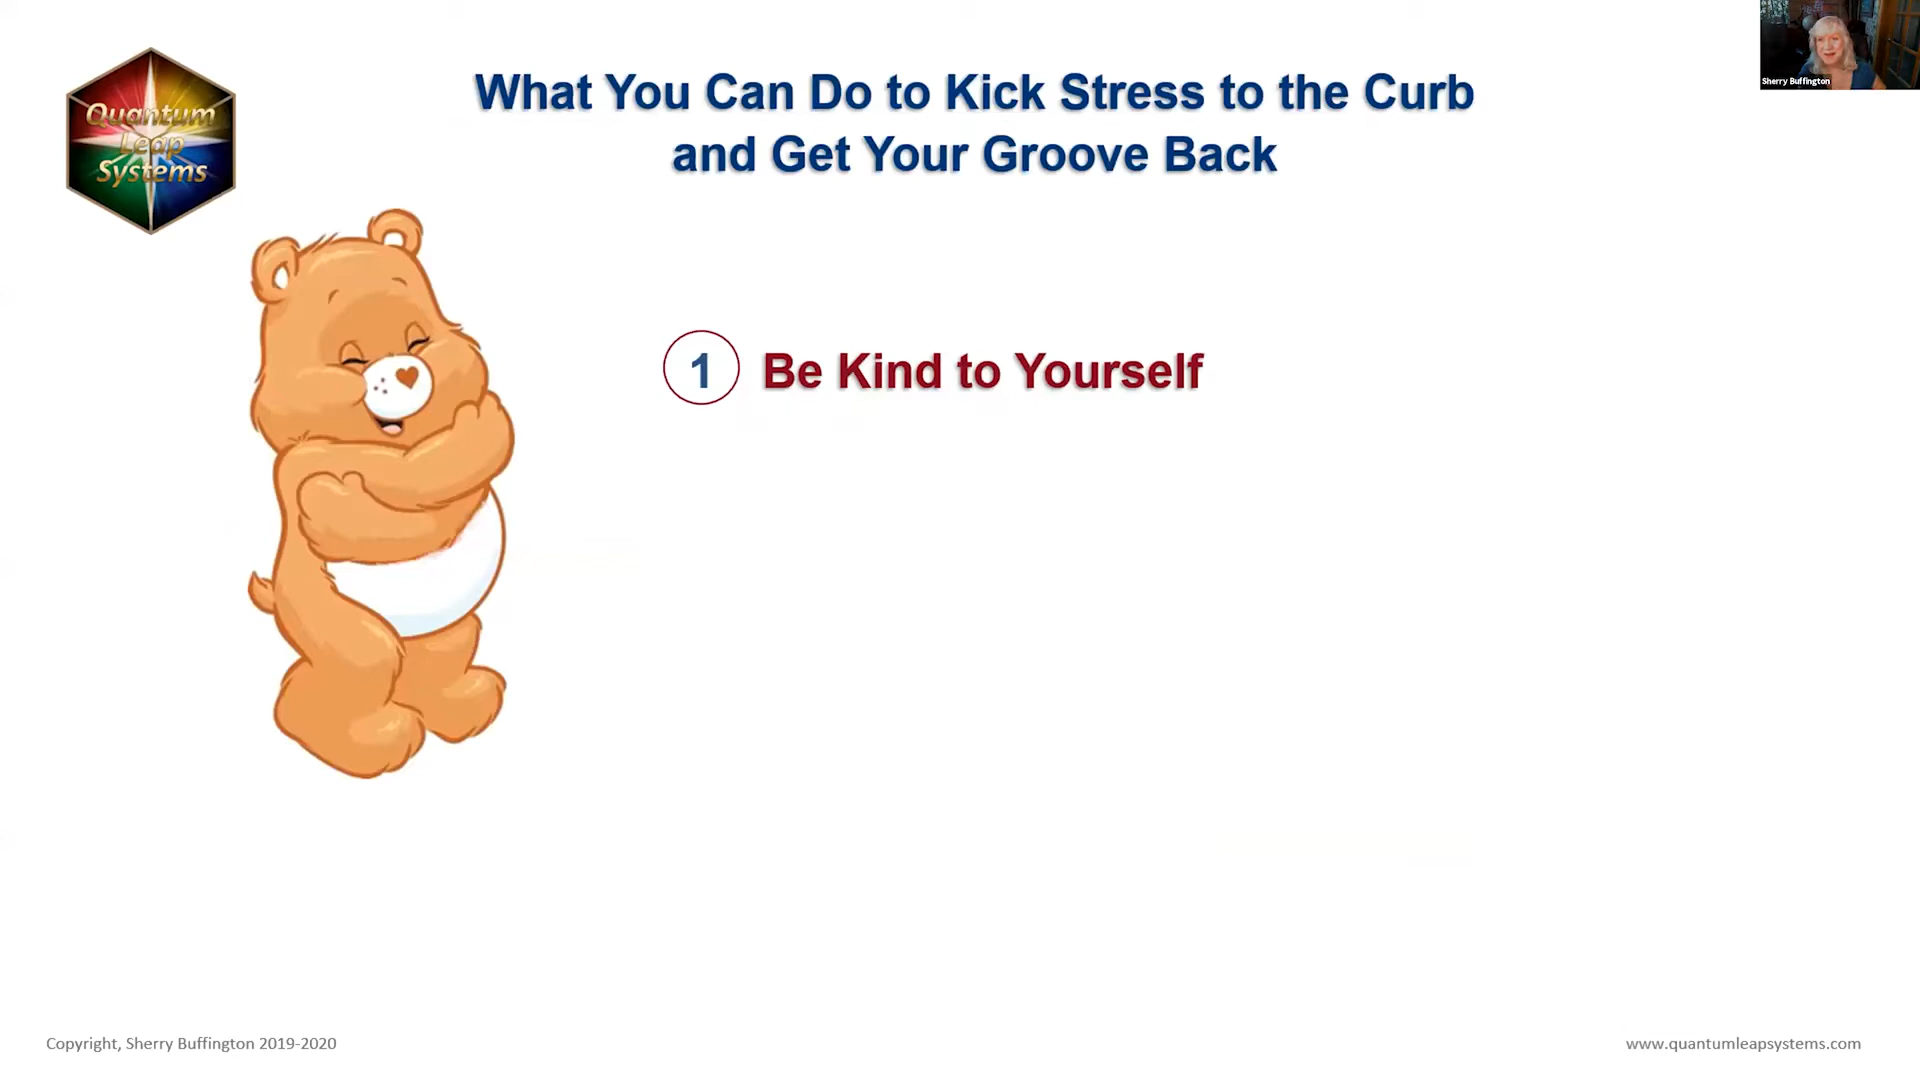 Quantum
Leap
Systems
What You Can Do to Kick Stress to the Curb
and Get Your Groove Back
Sherry Buffington
1 Be Kind to Yourself
Copyright, Sherry Buffington 2019-2020
www.quantumleapsystems.com